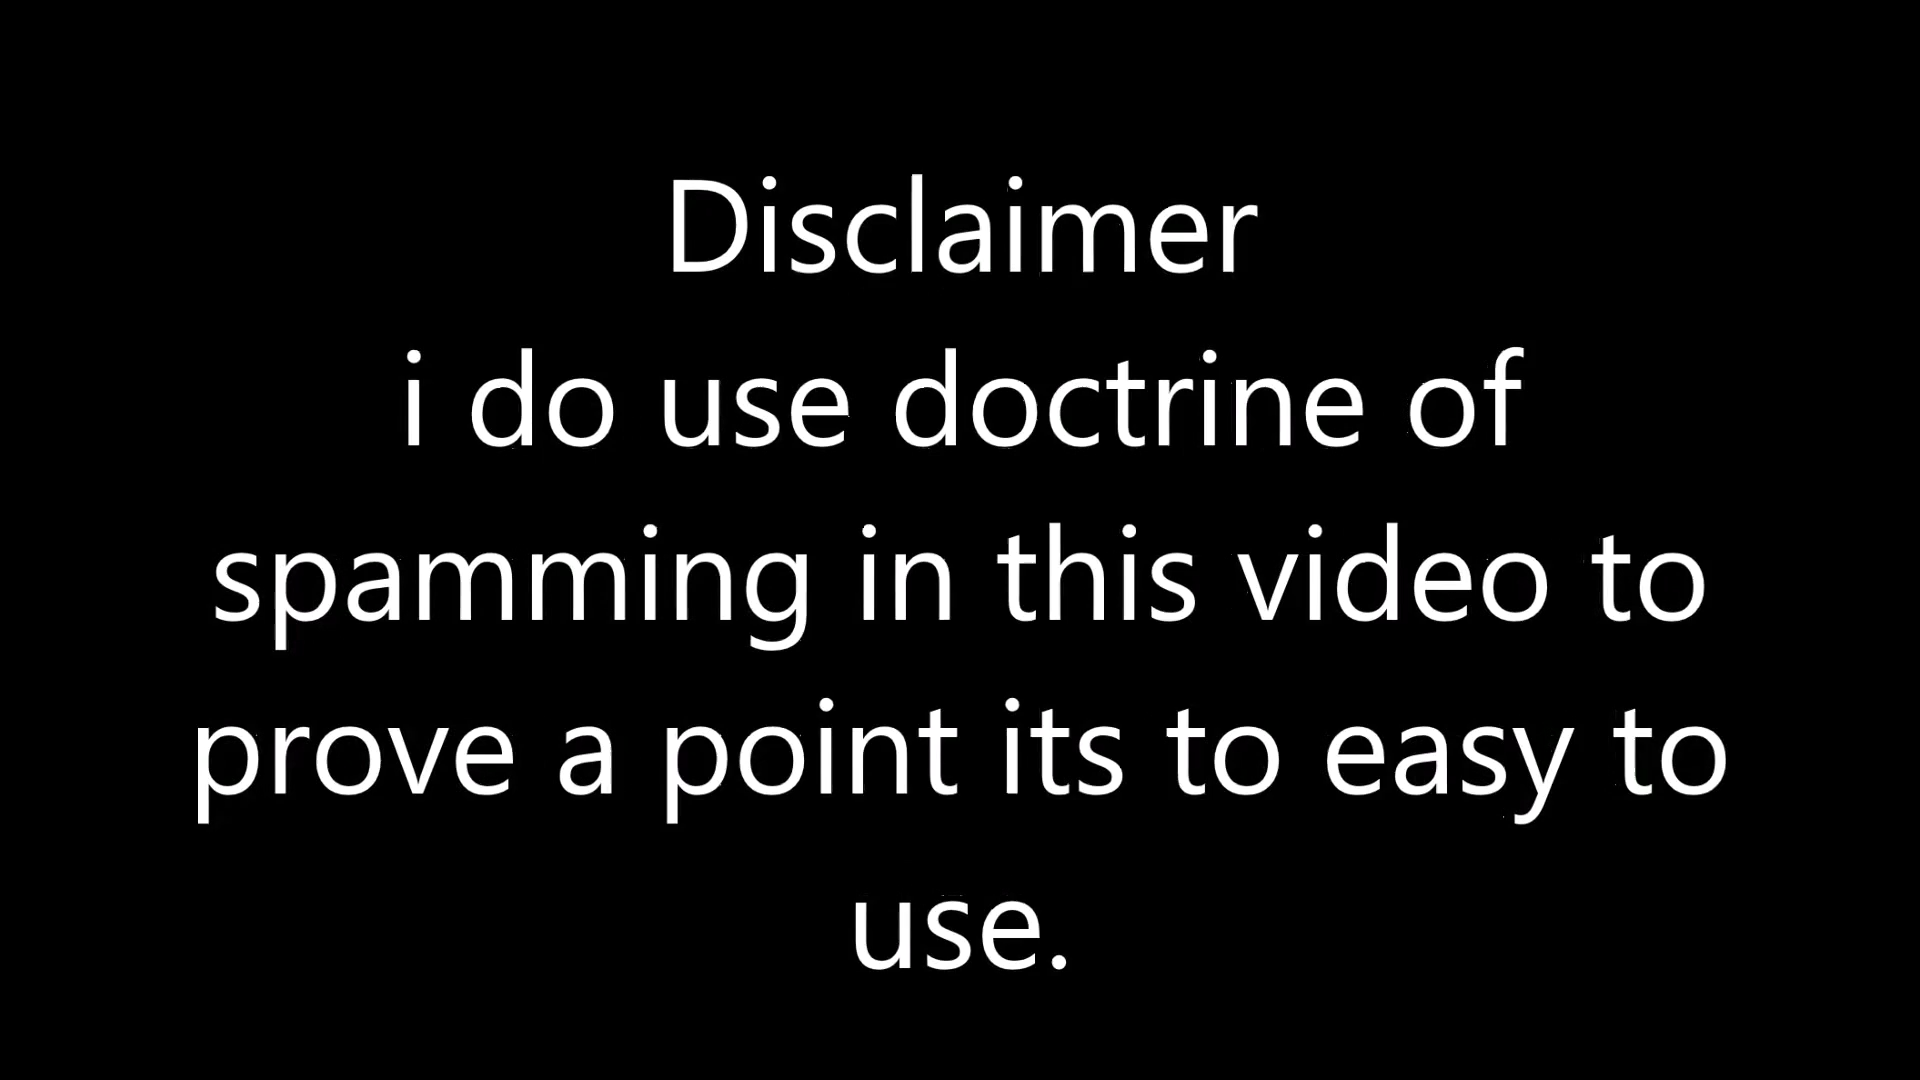 Disclaimer
i do use doctrine of
spamming in this video to
prove a point its to easy to
use.